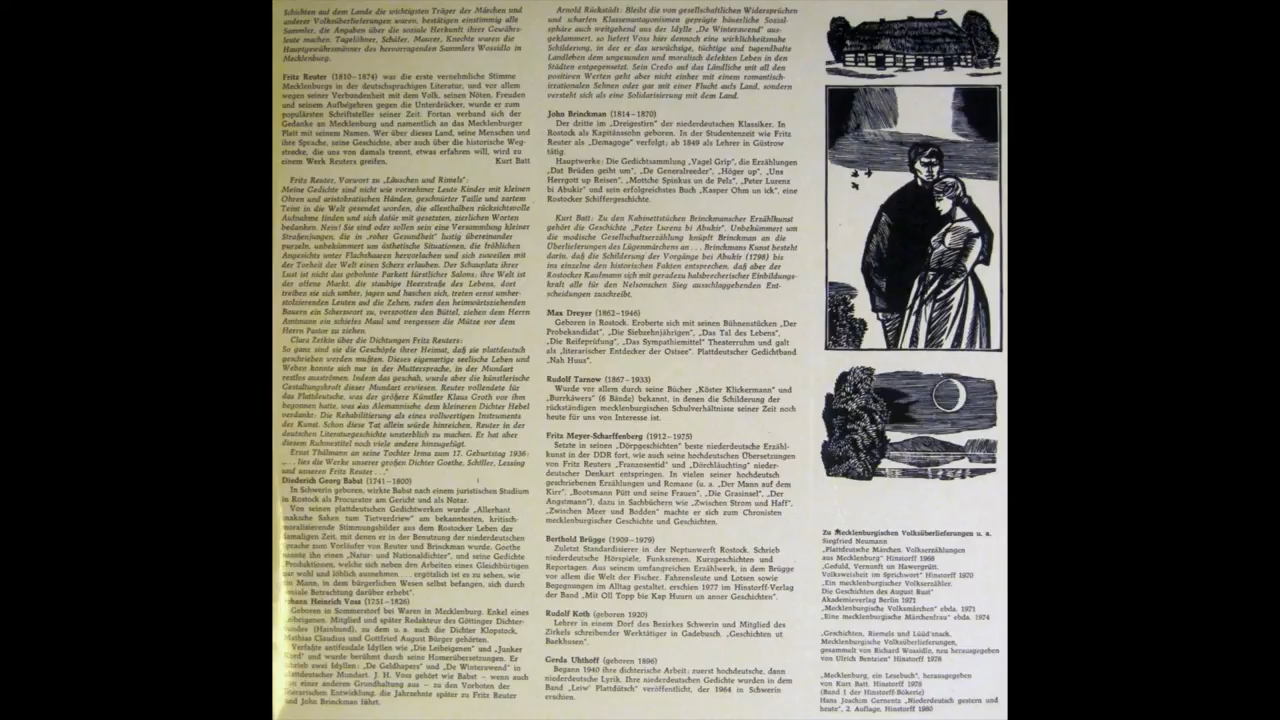 Schichten auf dem Lande die wichtigsten Träger der Märchen und
anderer Volksüberlieferungen waren, bestätigen einstimmig alle
Sammler, die Angaben über die soziale Herkunft ihrer Gewährs-
leute machen. Tagelöhner, Schäfer, Maurer, Knechte waren die
Hauptgewährsmänner des hervorragenden Sammlers Wossidlo in
Mecklenburg.
Fritz Reuter (1810–1874) war die erste vernehmliche Stimme
Mecklenburgs in der deutschsprachigen Literatur, und vor allem
wegen seiner Verbundenheit mit dem Volk, seinen Nöten, Freuden
und seinem Aufbegehren gegen die Unterdrücker, wurde er zum
populärsten Schriftsteller seiner Zeit. Fortan verband sich der
Gedanke an Mecklenburg und namentlich an das Mecklenburger
Platt mit seinem Namen. Wer über dieses Land, seine Menschen und
ihre Sprache, seine Geschichte, aber auch über die historische Weg-
strecke, die uns von damals trennt, etwas erfahren will, wird zu
einem Werk Reuters greifen. Kurt Batt
Fritz Reuter, Vorwort zu „Läuschen un Rimels":
Meine Gedichte sind nicht wie vornehmer Leute Kinder mit kleinen
Ohren und aristokratischen Händen, geschnürter Taille und zartem
Teint in die Welt gesendet worden, die allenthalben rücksichtsvolle
Aufnahme finden und sich dafür mit gesetzten, zierlichen Worten
bedanken. Nein! Sie sind oder sollen sein eine Versammlung kleiner
Straßenjungen, die in „roher Gesundheit" lustig übereinander
purzeln, unbekümmert um ästhetische Situationen, die fröhlichen
Angesichts unter Flachshaaren hervorlachen und sich zuweilen mit
der Torheit der Welt einen Scherz erlauben. Der Schauplatz ihrer
Lust ist nicht das gebohnte Parkett fürstlicher Salons; ihre Welt ist
der offene Markt, die staubige Heerstraße des Lebens, dort
treiben sie sich umher, jagen und haschen sich, treten ernst umher-
stolzierenden Leuten auf die Zehen, rufen den heimwärtsziehenden
Bauern ein Scherzwort zu, verspotten den Büttel, ziehen dem Herrn
Amtmann ein schiefes Maul und vergessen die Mütze vor dem
Herrn Pastor zu ziehen.
Clara Zetkin über die Dichtungen Fritz Reuters:
So ganz sind sie die Geschöpfe ihrer Heimat, daß sie plattdeutsch
geschrieben werden mußten. Dieses eigenartige seelische Leben und
Weben konnte sich nur in der Muttersprache, in der Mundart
restlos ausströmen. Indem das geschah, wurde aber die künstlerische
Gestaltungskraft dieser Mundart erwiesen. Reuter vollendete für
das Plattdeutsche, was der größere Künstler Klaus Groth vor ihm
begonnen hatte, was das Alemannische dem kleineren Dichter Hebel
verdankte: Die Rehabilitierung als eines vollwertigen Instruments
der Kunst. Schon diese Tat allein würde hinreichen, Reuter in der
deutschen Literaturgeschichte unsterblich zu machen. Er hat aber
diesem Ruhmestitel noch viele andere hinzugefügt.
Ernst Thälmann an seine Tochter Irma zum 17. Geburtstag 1936:
„... lies die Werke unserer großen Dichter Goethe, Schiller, Lessing
und unseren Fritz Reuter ..."
Diederich Georg Babst (1741–1800)
In Schwerin geboren, wirkte Babst nach einem juristischen Studium
in Rostock als Procurator am Gericht und als Notar.
Von seinen plattdeutschen Gedichtwerken wurde „Allerhant
snaksche Saken tum Tietverdriew" am bekanntesten, kritisch-
moralisierende Stimmungsbilder aus dem Rostocker Leben der
damaligen Zeit, mit denen er in der Benutzung der niederdeutschen
Sprache zum Vorläufer von Reuter und Brinckman wurde. Goethe
nannte ihn einen „Natur- und Nationaldichter", und seine Gedichte
„Produktionen, welche sich neben den Arbeiten eines Gleichbürtigen
gar wohl und löblich ausnehmen ... ergötzlich ist es zu sehen, wie
ein Mann, in dem bürgerlichen Wesen selbst befangen, sich durch
soziale Betrachtung darüber erhebt".
Johann Heinrich Voss (1751–1826)
Geboren in Sommerstorf bei Waren in Mecklenburg. Enkel eines
Leibeigenen. Mitglied und später Redakteur des Göttinger Dichter-
bundes (Hainbund), zu dem u. a. auch die Dichter Klopstock,
Matthias Claudius und Gottfried August Bürger gehörten.
Verfaßte antifeudale Idyllen wie „Die Leibeigenen" und „Junker
Kord" und wurde berühmt durch seine Homerübersetzungen. Er
schrieb zwei Idyllen: „De Geldhapers" und „De Winterawend" in
plattdeutscher Mundart. J. H. Voss gehört wie Babst – wenn auch
von einer anderen Grundhaltung aus – zu den Vorboten der
literarischen Entwicklung, die Jahrzehnte später zu Fritz Reuter
und John Brinckman führt.
Arnold Rückstädt: Bleibt die von gesellschaftlichen Widersprüchen
und scharfen Klassenantagonismen geprägte bäuerliche Sozial-
sphäre auch weitgehend aus der Idylle „De Winterawend" aus-
geklammert, so liefert Voss hier dennoch eine wirklichkeitsnahe
Schilderung, in der er das urwüchsige, tüchtige und tugendhafte
Landleben dem ungesunden und moralisch defekten Leben in den
Städten entgegensetzt. Sein Credo auf das Ländliche mit all den
positiven Werten geht aber nicht einher mit einem romantisch-
irrationalen Sehnen oder gar mit einer Flucht aufs Land, sondern
versteht sich als eine Solidarisierung mit dem Land.
John Brinckman (1814–1870)
Der dritte im „Dreigestirn" der niederdeutschen Klassiker. In
Rostock als Kapitänssohn geboren. In der Studentenzeit wie Fritz
Reuter als „Demagoge" verfolgt; ab 1849 als Lehrer in Güstrow
tätig.
Hauptwerke: Die Gedichtsammlung „Vagel Grip", die Erzählungen
„Dat Brüden geiht um", „De Generalreeder", „Höger up", „Uns
Herrgott up Reisen", „Mottche Spinkus un de Pelz", „Peter Lurenz
bi Abukir" und sein erfolgreichstes Buch „Kasper Ohm un ick", eine
Rostocker Schiffergeschichte.
Kurt Batt: Zu den Kabinettstücken Brinckmanscher Erzählkunst
gehört die Geschichte „Peter Lurenz bi Abukir". Unbekümmert um
die modische Gesellschaftserzählung knüpft Brinckman an die
Überlieferungen des Lügenmärchens an ... Brinckmans Kunst besteht
darin, daß die Schilderung der Vorgänge bei Abukir (1798) bis
ins einzelne den historischen Fakten entsprechen, daß aber der
Rostocker Kaufmann sich mit geradezu halsbrecherischer Einbildungs-
kraft alle für den Nelsonschen Sieg ausschlaggebenden Ent-
scheidungen zuschreibt.
Max Dreyer (1862–1946)
Geboren in Rostock. Eroberte sich mit seinen Bühnenstücken „Der
Probekandidat", „Die Siebzehnjährigen", „Das Tal des Lebens",
„Die Reifeprüfung", „Das Sympathiemittel" Theaterruhm und galt
als „literarischer Entdecker der Ostsee". Plattdeutscher Gedichtband
„Nah Huus".
Rudolf Tarnow (1867–1933)
Wurde vor allem durch seine Bücher „Köster Klickermann" und
„Burrkäwers" (6 Bände) bekannt, in denen die Schilderung der
rückständigen mecklenburgischen Schulverhältnisse seiner Zeit noch
heute für uns von Interesse ist.
Fritz Meyer-Scharffenberg (1912–1975)
Setzte in seinen „Dörpgeschichten" beste niederdeutsche Erzähl-
kunst in der DDR fort, wie auch seine hochdeutschen Übersetzungen
von Fritz Reuters „Franzosentid" und „Dörchläuchting" nieder-
deutscher Denkart entspringen. In vielen seiner hochdeutsch
geschriebenen Erzählungen und Romane (u. a. „Der Mann auf dem
Kirr", „Bootsmann Pütt und seine Frauen", „Die Grasinsel", „Der
Angstmann"), dazu in Sachbüchern wie „Zwischen Strom und Haff",
„Zwischen Meer und Bodden" machte er sich zum Chronisten
mecklenburgischer Geschichte und Geschichten.
Berthold Brügge (1909–1979)
Zuletzt Standardisierer in der Neptunwerft Rostock. Schrieb
niederdeutsche Hörspiele, Funkszenen, Kurzgeschichten und
Reportagen. Aus seinem umfangreichen Erzählwerk, in dem Brügge
vor allem die Welt der Fischer, Fahrensleute und Lotsen sowie
Begegnungen im Alltag gestaltet, erschien 1977 im Hinstorff-Verlag
der Band „Mit Oll Topp bie Kap Huurn un anner Geschichten".
Rudolf Koth (geboren 1920)
Lehrer in einem Dorf des Bezirkes Schwerin und Mitglied des
Zirkels schreibender Werktätiger in Gadebusch. „Geschichten ut
Backhusen".
Gerda Uhthoff (geboren 1896)
Begann 1940 ihre dichterische Arbeit; zuerst hochdeutsche, dann
niederdeutsche Lyrik. Ihre niederdeutschen Gedichte wurden in dem
Band „Leiw' Plattdütsch" veröffentlicht, der 1964 in Schwerin
erschien.
Zu Mecklenburgischen Volksüberlieferungen u. a.
Siegfried Neumann
„Plattdeutsche Märchen. Volkserzählungen
aus Mecklenburg" Hinstorff 1968
„Geduld, Vernunft un Hawergrütt.
Volksweisheit im Sprichwort" Hinstorff 1970
„Ein mecklenburgischer Volkserzähler.
Die Geschichten des August Rust"
Akademieverlag Berlin 1971
„Mecklenburgische Volksmärchen" ebda. 1971
„Eine mecklenburgische Märchenfrau" ebda. 1974
„Geschichten, Riemels und Lüüd'snack.
Mecklenburgische Volksüberlieferungen,
gesammelt von Richard Wossidlo, neu herausgegeben
von Ulrich Bentzien" Hinstorff 1978
„Mecklenburg, ein Lesebuch", herausgegeben
von Kurt Batt. Hinstorff 1978
(Band 1 der Hinstorff-Bökerie)
Hans Joachim Gernentz „Niederdeutsch gestern und
heute", 2. Auflage. Hinstorff 1980